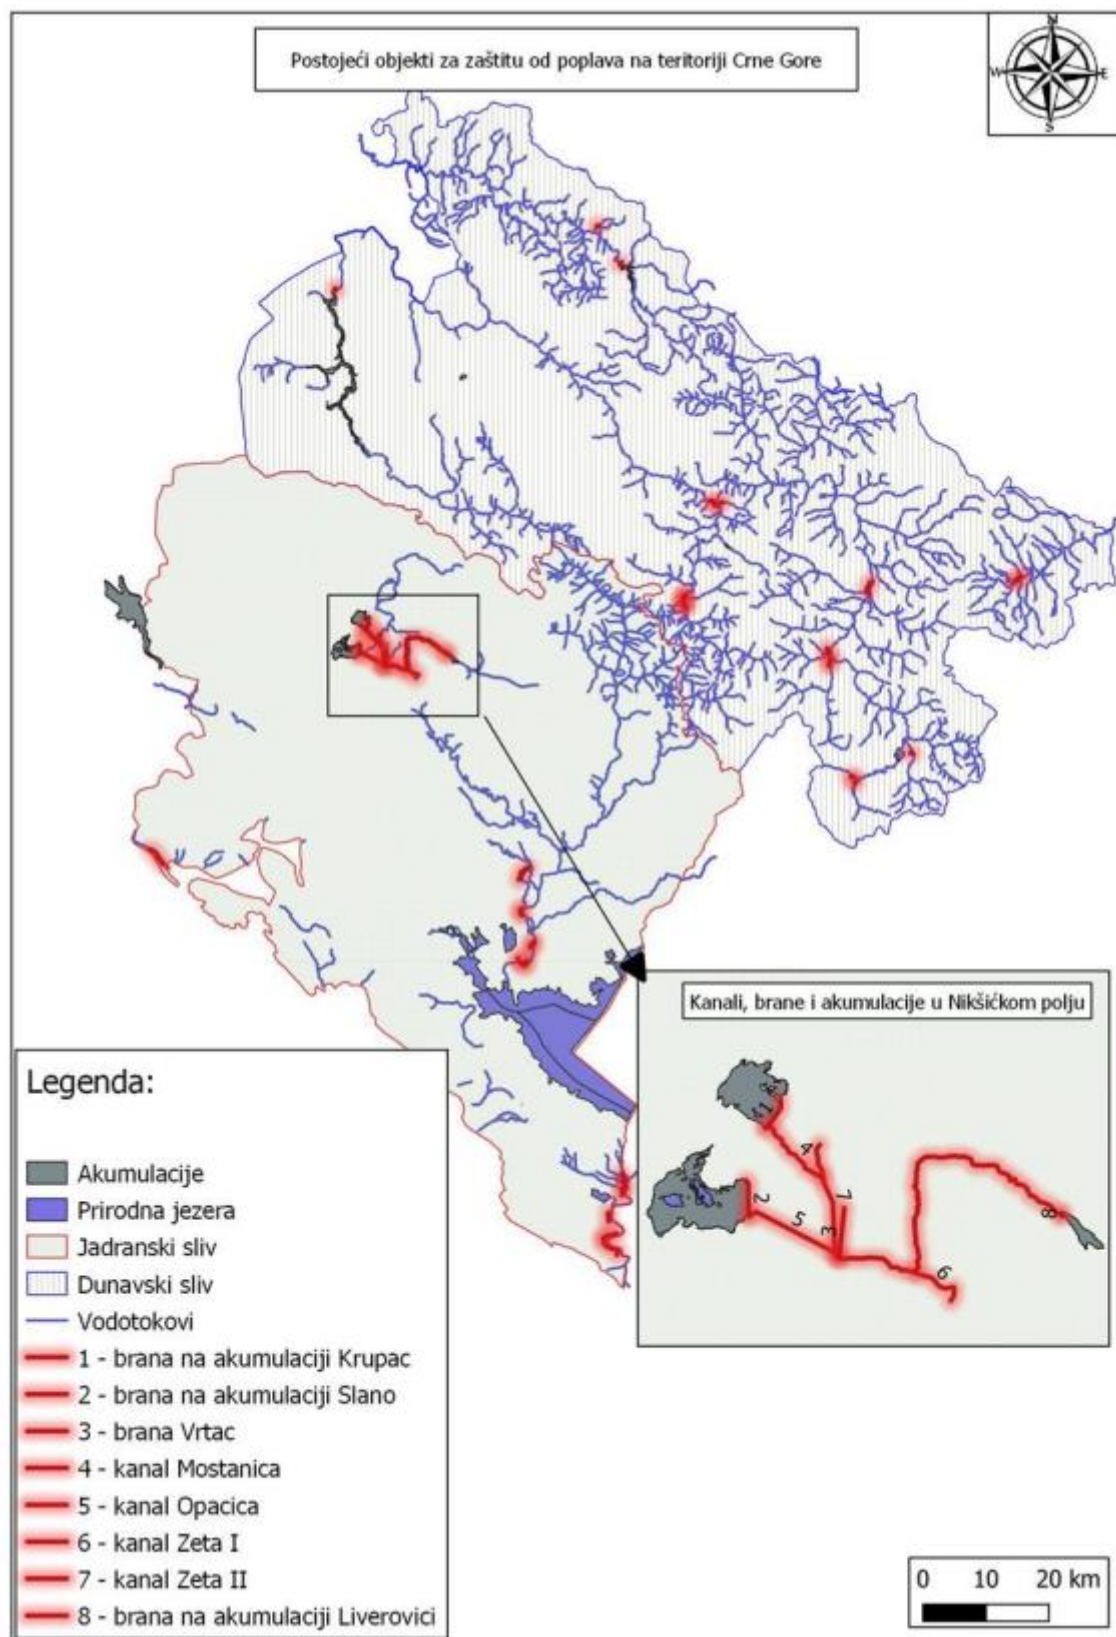 Postojeći objekti za zaštitu od poplava na teritoriji Crne Gore
N
W E
S
Kanali, brane i akumulacije u Nikšićkom polju
1
4
2
7
5
3
8
6
Legenda:
Akumulacije
Prirodna jezera
Jadranski sliv
Dunavski sliv
Vodotokovi
1 - brana na akumulaciji Krupac
2 - brana na akumulaciji Slano
3 - brana Vrtac
4 - kanal Mostanica
5 - kanal Opacica
6 - kanal Zeta I
7 - kanal Zeta II
8 - brana na akumulaciji Liverovici
0 10 20 km